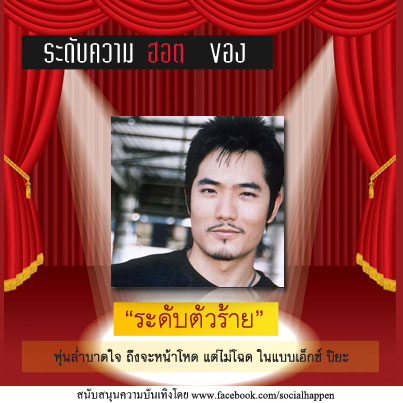 ระดับความ ฮอต ของ
“ระดับตัวร้าย”
หุ่นล่ำบาดใจ ถึงจะหน้าโหด แต่ไม่โฉด ในแบบเอ็กซ์ ปิยะ
สนับสนุนความบันเทิงโดย www.facebook.com/socialhappen